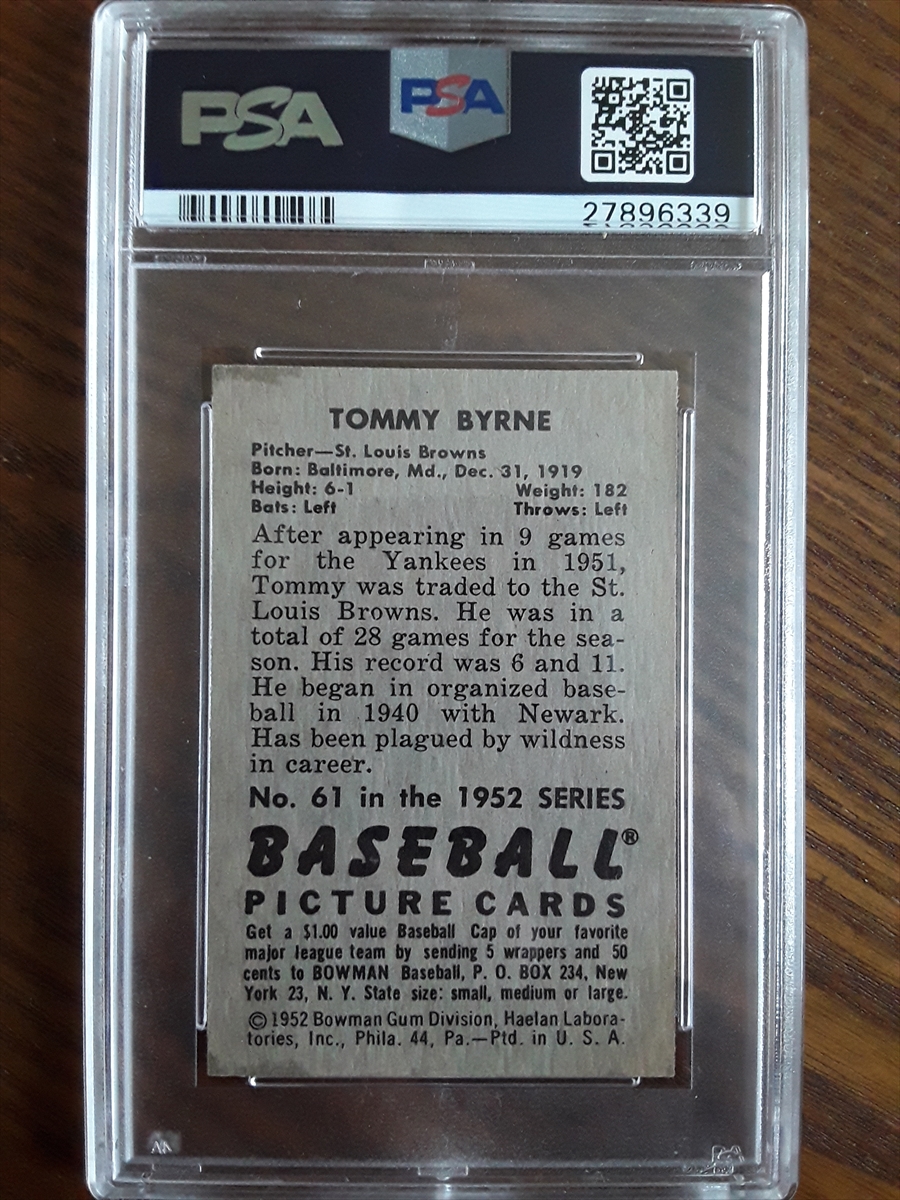 PSA PSA
27896339
TOMMY BYRNE
Pitcher—St. Louis Browns
Born: Baltimore, Md., Dec. 31, 1919
Height: 6-1 Weight: 182
Bats: Left Throws: Left
After appearing in 9 games
for the Yankees in 1951,
Tommy was traded to the St.
Louis Browns. He was in a
total of 28 games for the sea-
son. His record was 6 and 11.
He began in organized base-
ball in 1940 with Newark.
Has been plagued by wildness
in career.
No. 61 in the 1952 SERIES
BASEBALL®
PICTURE CARDS
Get a $1.00 value Baseball Cap of your favorite
major league team by sending 5 wrappers and 50
cents to BOWMAN Baseball, P. O. BOX 234, New
York 23, N. Y. State size: small, medium or large.
© 1952 Bowman Gum Division, Haelan Labora-
tories, Inc., Phila. 44, Pa.—Ptd. in U. S. A.